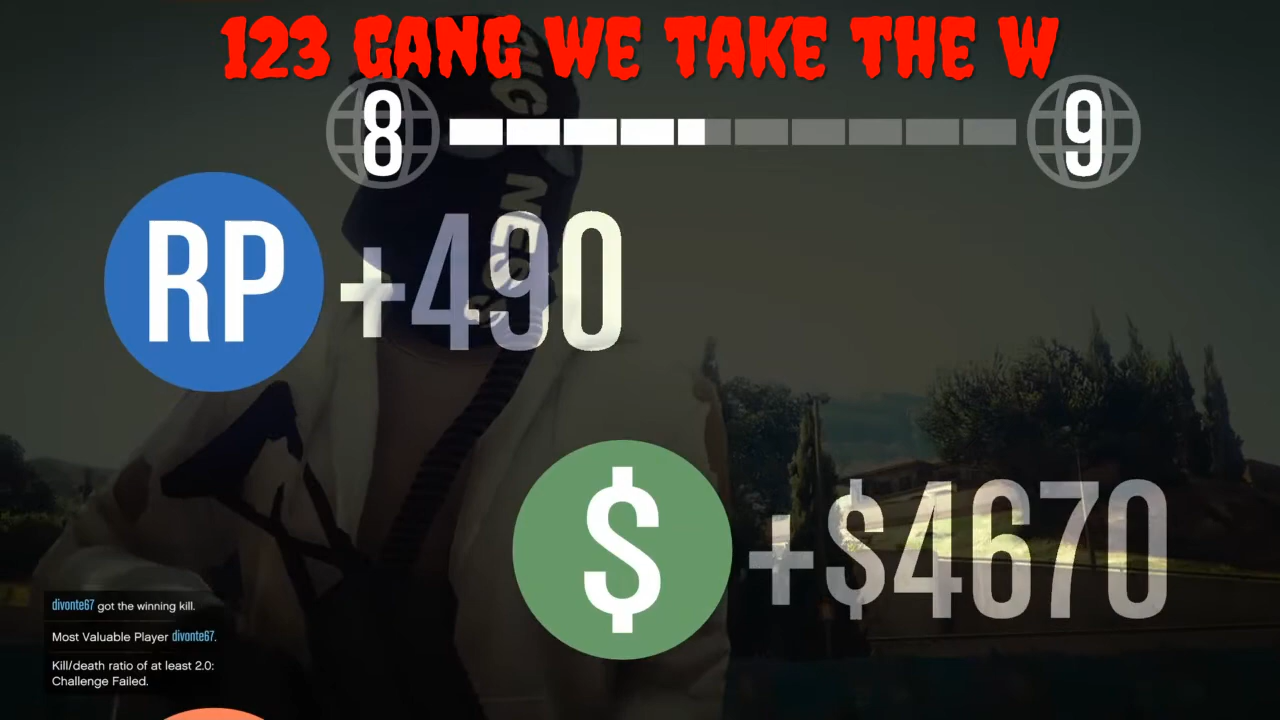 123 GANG WE TAKE THE W
8 9
RP +490
$ +$4670
divonte67 got the winning kill.
Most Valuable Player divonte67.
Kill/death ratio of at least 2.0:
Challenge Failed.